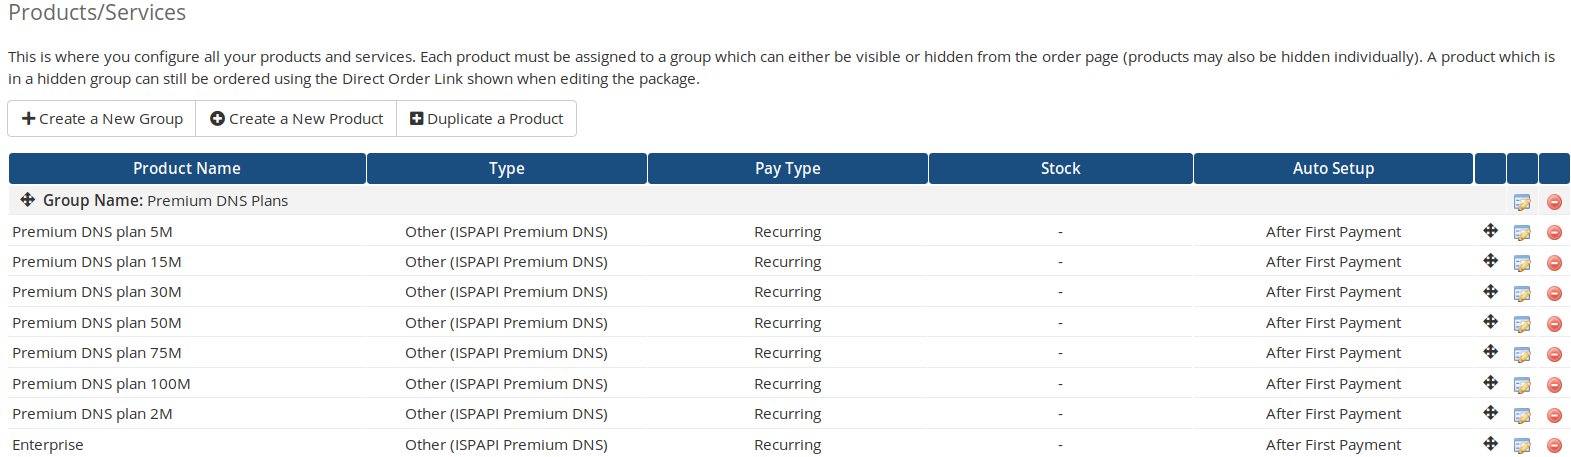 Products/Services
This is where you configure all your products and services. Each product must be assigned to a group which can either be visible or hidden from the order page (products may also be hidden individually). A product which is
in a hidden group can still be ordered using the Direct Order Link shown when editing the package.
Create a New Group Create a New Product Duplicate a Product
Product Name Type Pay Type Stock Auto Setup
Group Name: Premium DNS Plans
Premium DNS plan 5M Other (ISPAPI Premium DNS) Recurring - After First Payment
Premium DNS plan 15M Other (ISPAPI Premium DNS) Recurring - After First Payment
Premium DNS plan 30M Other (ISPAPI Premium DNS) Recurring - After First Payment
Premium DNS plan 50M Other (ISPAPI Premium DNS) Recurring - After First Payment
Premium DNS plan 75M Other (ISPAPI Premium DNS) Recurring - After First Payment
Premium DNS plan 100M Other (ISPAPI Premium DNS) Recurring - After First Payment
Premium DNS plan 2M Other (ISPAPI Premium DNS) Recurring - After First Payment
Enterprise Other (ISPAPI Premium DNS) Recurring - After First Payment